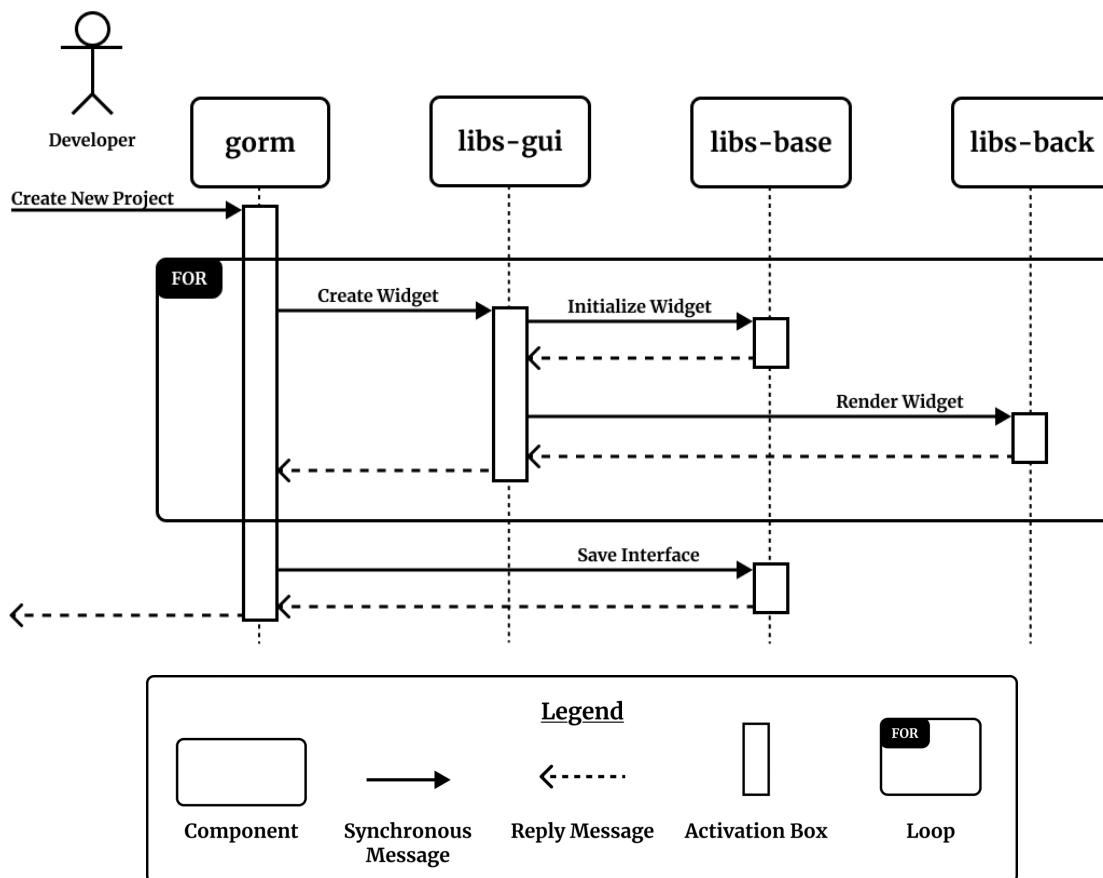 Developer
gorm
libs-gui
libs-base
libs-back
Create New Project
FOR
Create Widget
Initialize Widget
Render Widget
Save Interface
Legend
FOR
Component
Synchronous
Message
Reply Message
Activation Box
Loop